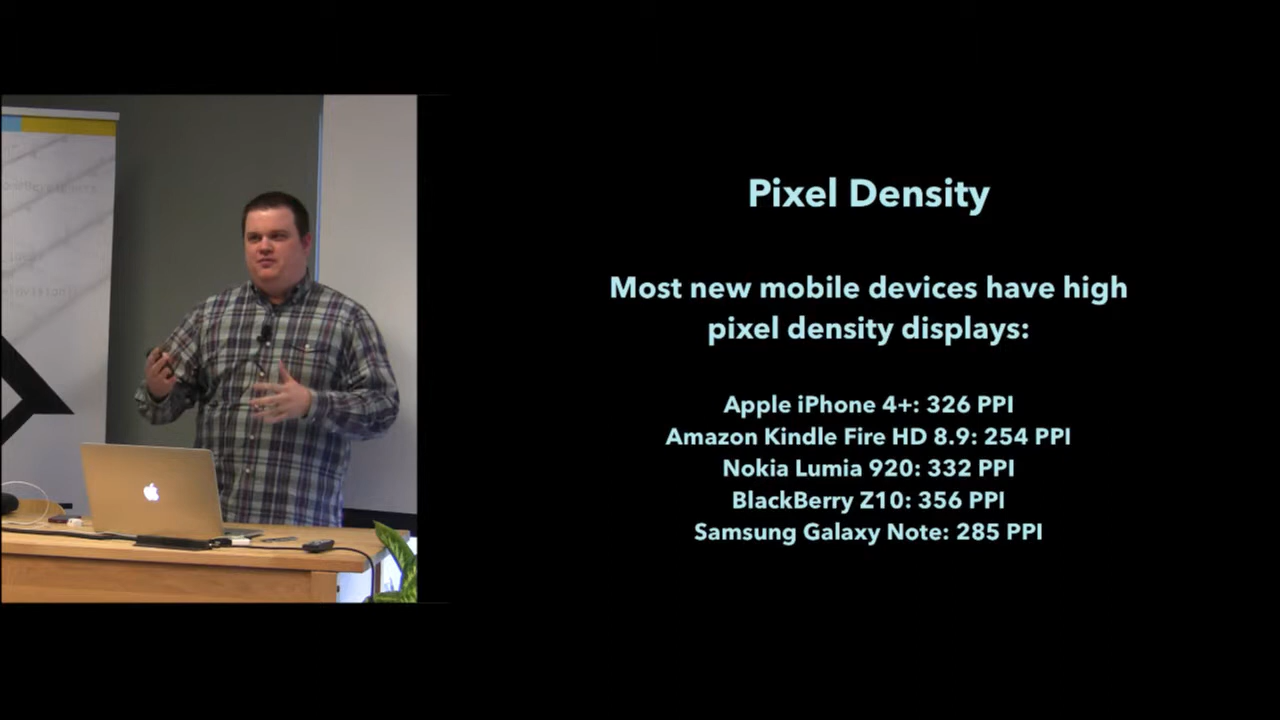 Pixel Density
Most new mobile devices have high
pixel density displays:
Apple iPhone 4+: 326 PPI
Amazon Kindle Fire HD 8.9: 254 PPI
Nokia Lumia 920: 332 PPI
BlackBerry Z10: 356 PPI
Samsung Galaxy Note: 285 PPI